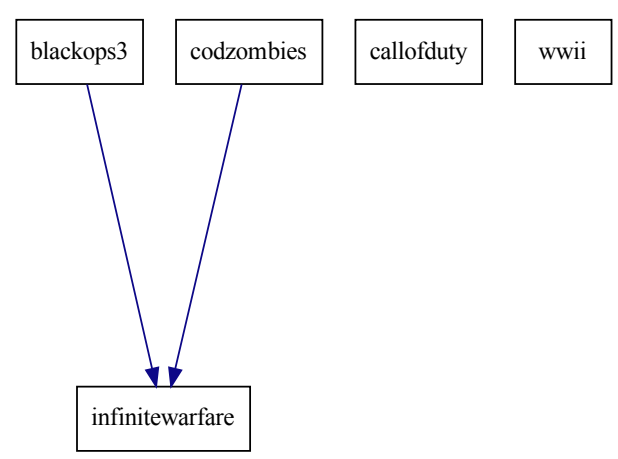 blackops3
codzombies
callofduty
wwii
infinitewarfare